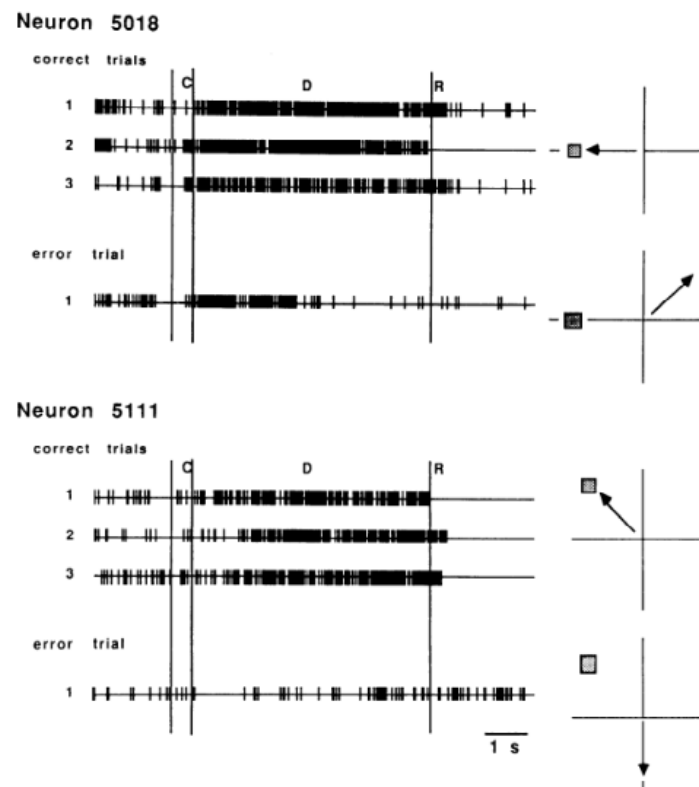 Neuron 5018
correct trials
C D R
1
2
3
error trial
1
Neuron 5111
correct trials
C D R
1
2
3
error trial
1
1 s